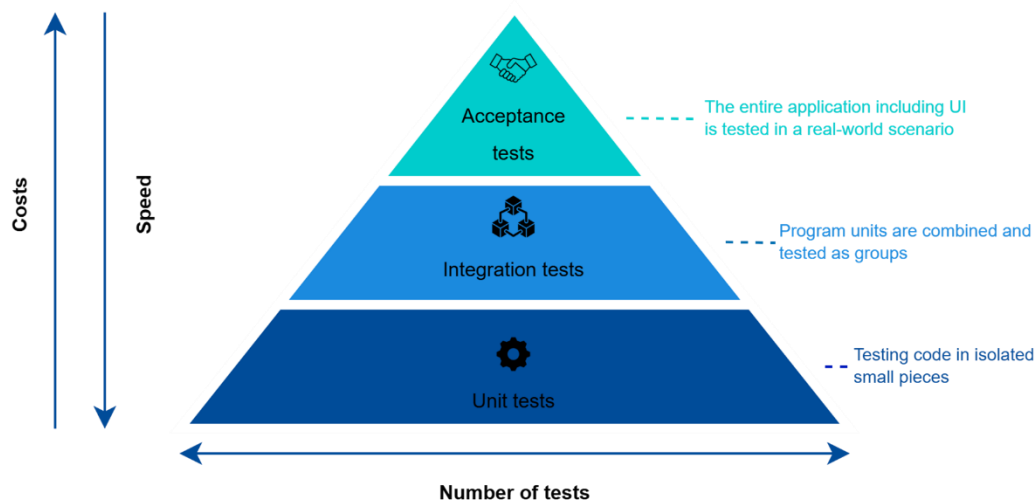 Costs
Speed
Acceptance
tests
The entire application including UI
is tested in a real-world scenario
Integration tests
Program units are combined and
tested as groups
Unit tests
Testing code in isolated
small pieces
Number of tests